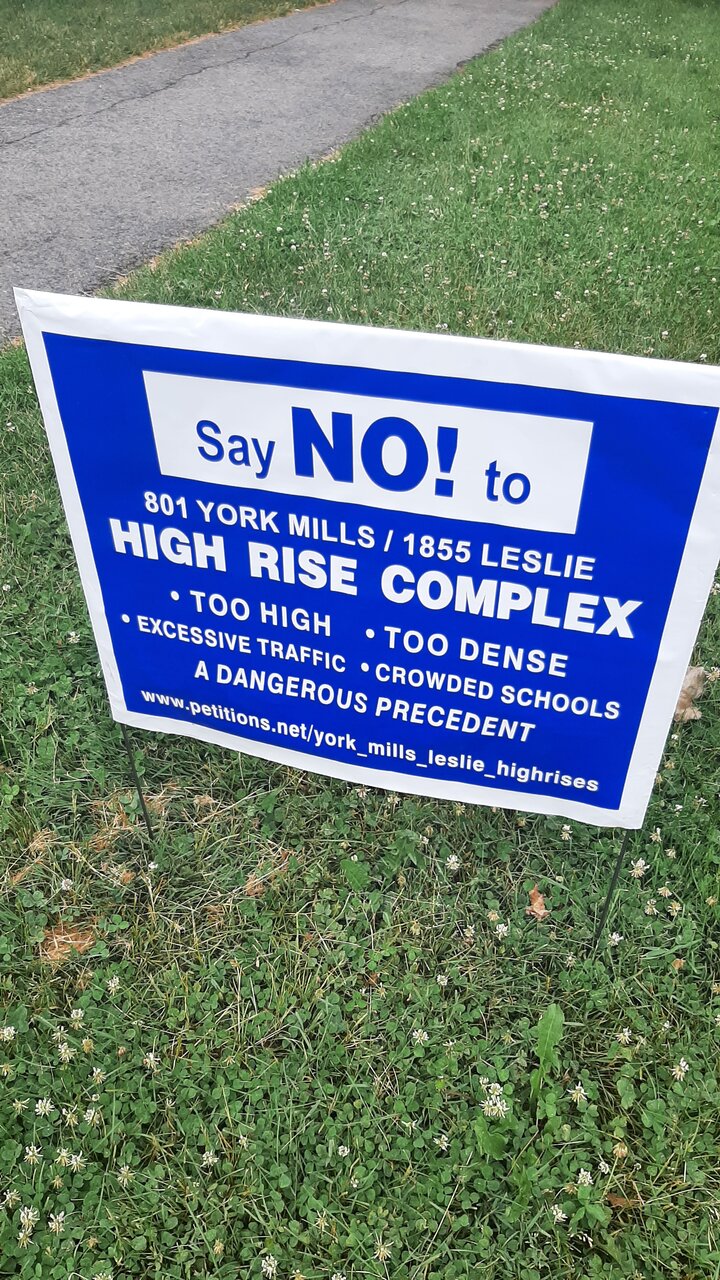 Say NO! to
801 YORK MILLS / 1855 LESLIE
HIGH RISE COMPLEX
• TOO HIGH • TOO DENSE
• EXCESSIVE TRAFFIC • CROWDED SCHOOLS
A DANGEROUS PRECEDENT
www.petitions.net/york_mills_leslie_highrises